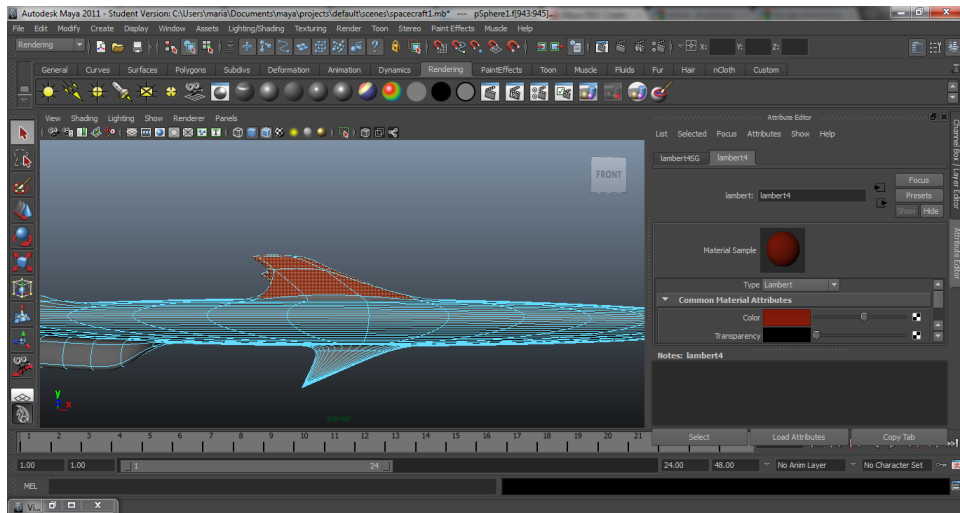 Autodesk Maya 2011 - Student Version: C:\Users\maria\Documents\maya\projects\default\scenes\spacecraft1.mb* --- pSphere1.f[943:945]...
File Edit Modify Create Display Window Assets Lighting/Shading Texturing Render Toon Stereo Paint Effects Muscle Help
Rendering X: Y: Z:
General Curves Surfaces Polygons Subdivs Deformation Animation Dynamics Rendering PaintEffects Toon Muscle Fluids Fur Hair nCloth Custom
View Shading Lighting Show Renderer Panels
FRONT
y
x
persp
Attribute Editor
List Selected Focus Attributes Show Help
lambert4SG lambert4
Focus
lambert: lambert4 Presets
Show Hide
Material Sample
Type Lambert
Common Material Attributes
Color
Transparency
Notes: lambert4
Select Load Attributes Copy Tab
Channel Box / Layer Editor
Attribute Editor
1 2 3 4 5 6 7 8 9 10 11 12 13 14 15 16 17 18 19 20 21
1.00 1.00 1 24 24.00 48.00 No Anim Layer No Character Set
MEL
Vi...